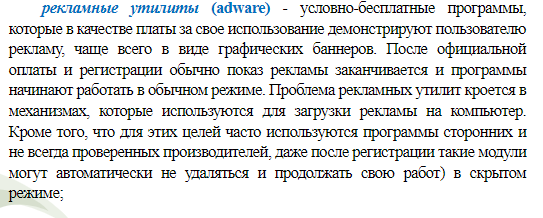 рекламные утилиты (adware) - условно-бесплатные программы,
которые в качестве платы за свое использование демонстрируют пользователю
рекламу, чаще всего в виде графических баннеров. После официальной
оплаты и регистрации обычно показ рекламы заканчивается и программы
начинают работать в обычном режиме. Проблема рекламных утилит кроется в
механизмах, которые используются для загрузки рекламы на компьютер.
Кроме того, что для этих целей часто используются программы сторонних и
не всегда проверенных производителей, даже после регистрации такие модули
могут автоматически не удаляться и продолжать свою работ) в скрытом
режиме;